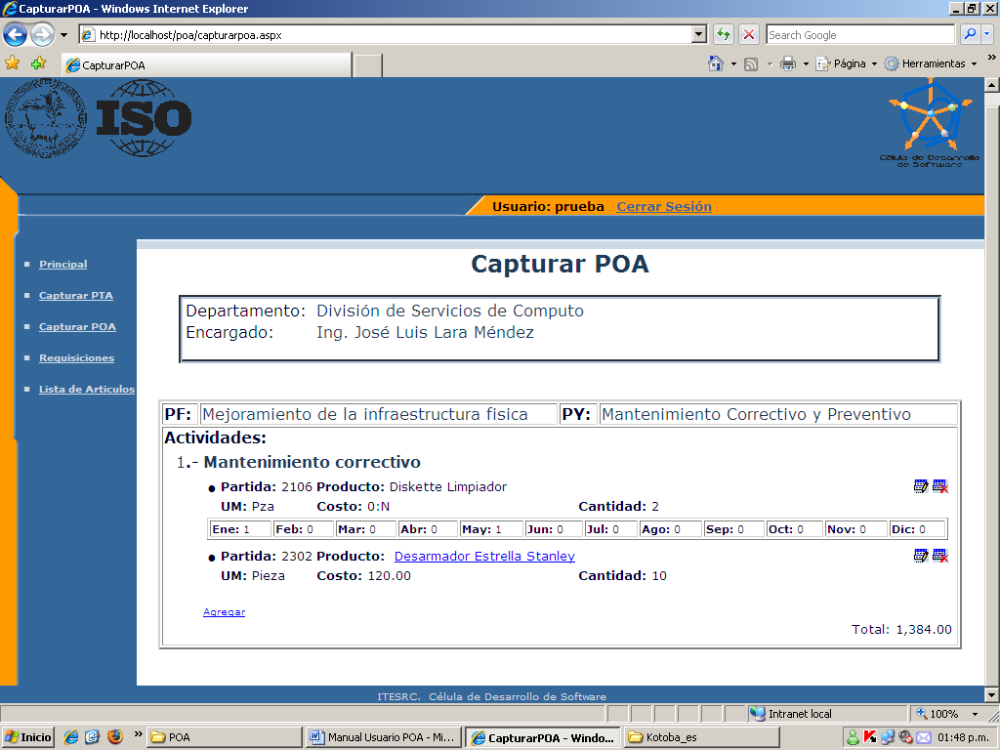 CapturarPOA - Windows Internet Explorer
http://localhost/poa/capturarpoa.aspx
Search Google
CapturarPOA
Página
Herramientas
ISO
Célula de Desarrollo
de Software
Usuario: prueba Cerrar Sesión
Principal
Capturar PTA
Capturar POA
Requisiciones
Lista de Articulos
Capturar POA
Departamento: División de Servicios de Computo
Encargado: Ing. José Luis Lara Méndez
PF: Mejoramiento de la infraestructura fisica PY: Mantenimiento Correctivo y Preventivo
Actividades:
1.- Mantenimiento correctivo
Partida: 2106 Producto: Diskette Limpiador
UM: Pza Costo: 0:N Cantidad: 2
Ene: 1 Feb: 0 Mar: 0 Abr: 0 May: 1 Jun: 0 Jul: 0 Ago: 0 Sep: 0 Oct: 0 Nov: 0 Dic: 0
Partida: 2302 Producto: Desarmador Estrella Stanley
UM: Pieza Costo: 120.00 Cantidad: 10
Agregar
Total: 1,384.00
ITESRC. Célula de Desarrollo de Software
Intranet local 100%
Inicio POA Manual Usuario POA - Mi... CapturarPOA - Windo... Kotoba_es 01:48 p.m.